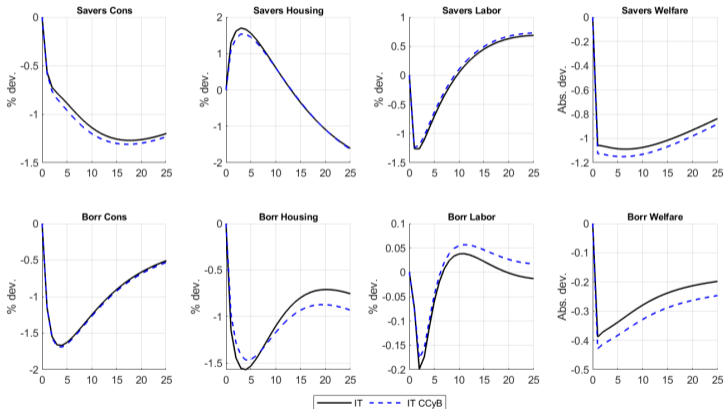 Savers Cons
% dev.
0
-0.5
-1
-1.5
0 5 10 15 20 25
Savers Housing
% dev.
2
1
0
-1
-2
0 5 10 15 20 25
Savers Labor
% dev.
1
0.5
0
-0.5
-1
-1.5
0 5 10 15 20 25
Savers Welfare
Abs. dev.
0
-0.2
-0.4
-0.6
-0.8
-1
-1.2
0 5 10 15 20 25
Borr Cons
% dev.
0
-0.5
-1
-1.5
-2
0 5 10 15 20 25
Borr Housing
% dev.
0
-0.5
-1
-1.5
0 5 10 15 20 25
Borr Labor
% dev.
0.1
0.05
0
-0.05
-0.1
-0.15
-0.2
0 5 10 15 20 25
Borr Welfare
Abs. dev.
0
-0.1
-0.2
-0.3
-0.4
-0.5
0 5 10 15 20 25
IT IT CCyB